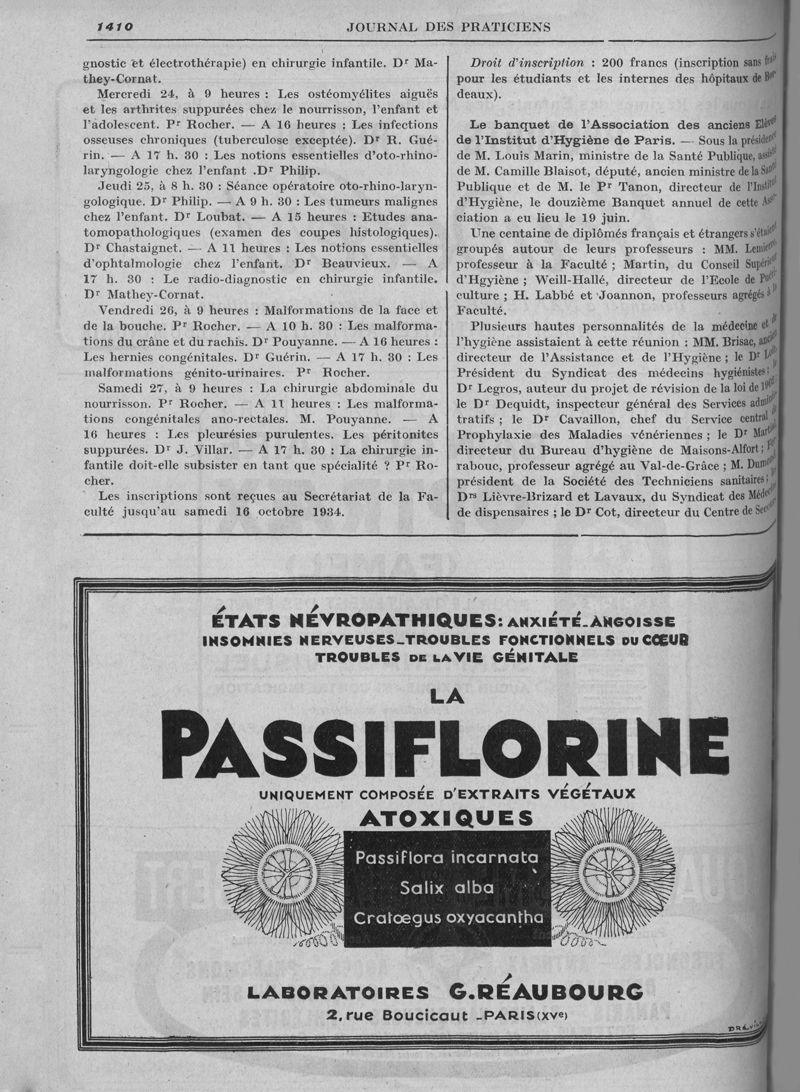 1410
JOURNAL DES PRATICIENS
gnostic et électrothérapie) en chirurgie infantile. Dr Ma-
they-Cornat.
Mercredi 24, à 9 heures : Les ostéomyélites aiguës
et les arthrites suppurées chez le nourrisson, l'enfant et
l'adolescent. Pr Rocher. — A 16 heures : Les infections
osseuses chroniques (tuberculose exceptée). Dr R. Gué-
rin. — A 17 h. 30 : Les notions essentielles d'oto-rhino-
laryngologie chez l'enfant .Dr Philip.
Jeudi 25, à 8 h. 30 : Séance opératoire oto-rhino-laryn-
gologique. Dr Philip. — A 9 h. 30 : Les tumeurs malignes
chez l'enfant. Dr Loubat. — A 15 heures : Etudes ana-
tomopathologiques (examen des coupes histologiques).
Dr Chastaignet. — A 11 heures : Les notions essentielles
d'ophtalmologie chez l'enfant. Dr Beauvieux. — A
17 h. 30 : Le radio-diagnostic en chirurgie infantile.
Dr Mathey-Cornat.
Vendredi 26, à 9 heures : Malformations de la face et
de la bouche. Pr Rocher. — A 10 h. 30 : Les malforma-
tions du crâne et du rachis. Dr Pouyanne. — A 16 heures :
Les hernies congénitales. Dr Guérin. — A 17 h. 30 : Les
malformations génito-urinaires. Pr Rocher.
Samedi 27, à 9 heures : La chirurgie abdominale du
nourrisson. Pr Rocher. — A 11 heures : Les malforma-
tions congénitales ano-rectales. M. Pouyanne. — A
16 heures : Les pleurésies purulentes. Les péritonites
suppurées. Dr J. Villar. — A 17 h. 30 : La chirurgie in-
fantile doit-elle subsister en tant que spécialité ? Pr Ro-
cher.
Les inscriptions sont reçues au Secrétariat de la Fa-
culté jusqu'au samedi 16 octobre 1934.
Droit d'inscription : 200 francs (inscription sans frais
pour les étudiants et les internes des hôpitaux de Bor-
deaux).
Le banquet de l'Association des anciens Elèves
de l'Institut d'Hygiène de Paris. — Sous la présidence
de M. Louis Marin, ministre de la Santé Publique, assisté
de M. Camille Blaisot, député, ancien ministre de la Santé
Publique et de M. le Pr Tanon, directeur de l'Institut
d'Hygiène, le douzième Banquet annuel de cette Asso-
ciation a eu lieu le 19 juin.
Une centaine de diplômés français et étrangers s'étaient
groupés autour de leurs professeurs : MM. Lemierre
professeur à la Faculté ; Martin, du Conseil Supérieur
d'Hgyiène ; Weill-Hallé, directeur de l'Ecole de Puéri-
culture ; H. Labbé et Joannon, professeurs agrégés à la
Faculté.
Plusieurs hautes personnalités de la médecine et de
l'hygiène assistaient à cette réunion : MM. Brisac, ancien
directeur de l'Assistance et de l'Hygiène ; le Dr
Président du Syndicat des médecins hygiénistes ;
Dr Legros, auteur du projet de révision de la loi de 1902
le Dr Dequidt, inspecteur général des Services adminis-
tratifs ; le Dr Cavaillon, chef du Service central
Prophylaxie des Maladies vénériennes ; le Dr
directeur du Bureau d'hygiène de Maisons-Alfort ;
rabouc, professeur agrégé au Val-de-Grâce ; M.
président de la Société des Techniciens sanitaires ;
Drs Lièvre-Brizard et Lavaux, du Syndicat des Médecins
de dispensaires ; le Dr Cot, directeur du Centre de
ÉTATS NÉVROPATHIQUES: ANXIÉTÉ_ANGOISSE
INSOMNIES NERVEUSES_TROUBLES FONCTIONNELS DU CŒUR
TROUBLES DE LA VIE GÉNITALE
LA
PASSIFLORINE
UNIQUEMENT COMPOSÉE D'EXTRAITS VÉGÉTAUX
ATOXIQUES
Passiflora incarnata
Salix alba
Cratœgus oxyacantha
LABORATOIRES G.RÉAUBOURG
2, rue Boucicaut _PARIS (XVe)